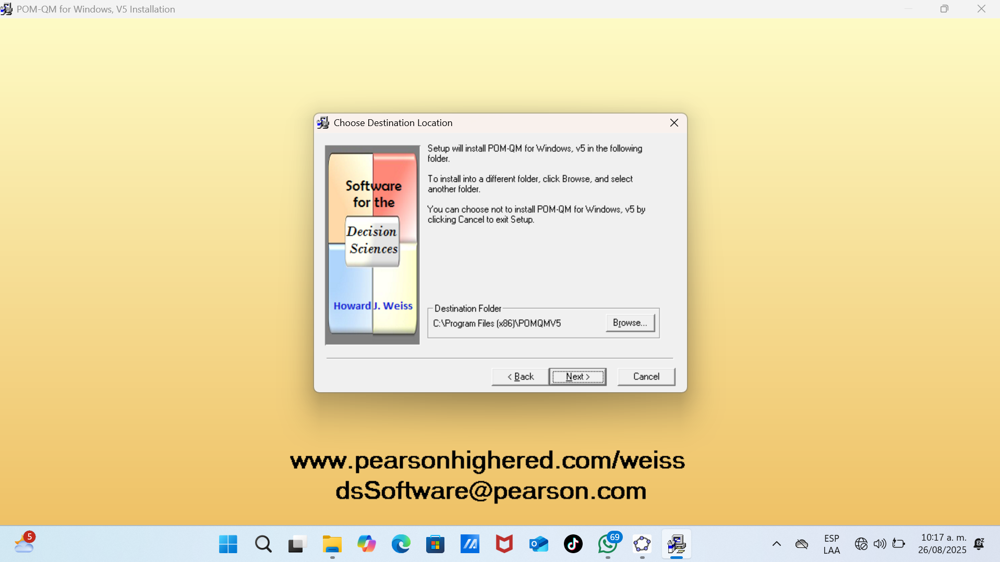 POM-QM for Windows, V5 Installation
Choose Destination Location
Software
for the
Decision
Sciences
Howard J. Weiss
Setup will install POM-QM for Windows, v5 in the following
folder.
To install into a different folder, click Browse, and select
another folder.
You can choose not to install POM-QM for Windows, v5 by
clicking Cancel to exit Setup.
Destination Folder
C:\Program Files (x86)\POMQMV5
Browse...
< Back
Next >
Cancel
www.pearsonhighered.com/weiss
dsSoftware@pearson.com
5
69
ESP
LAA
10:17 a. m.
26/08/2025